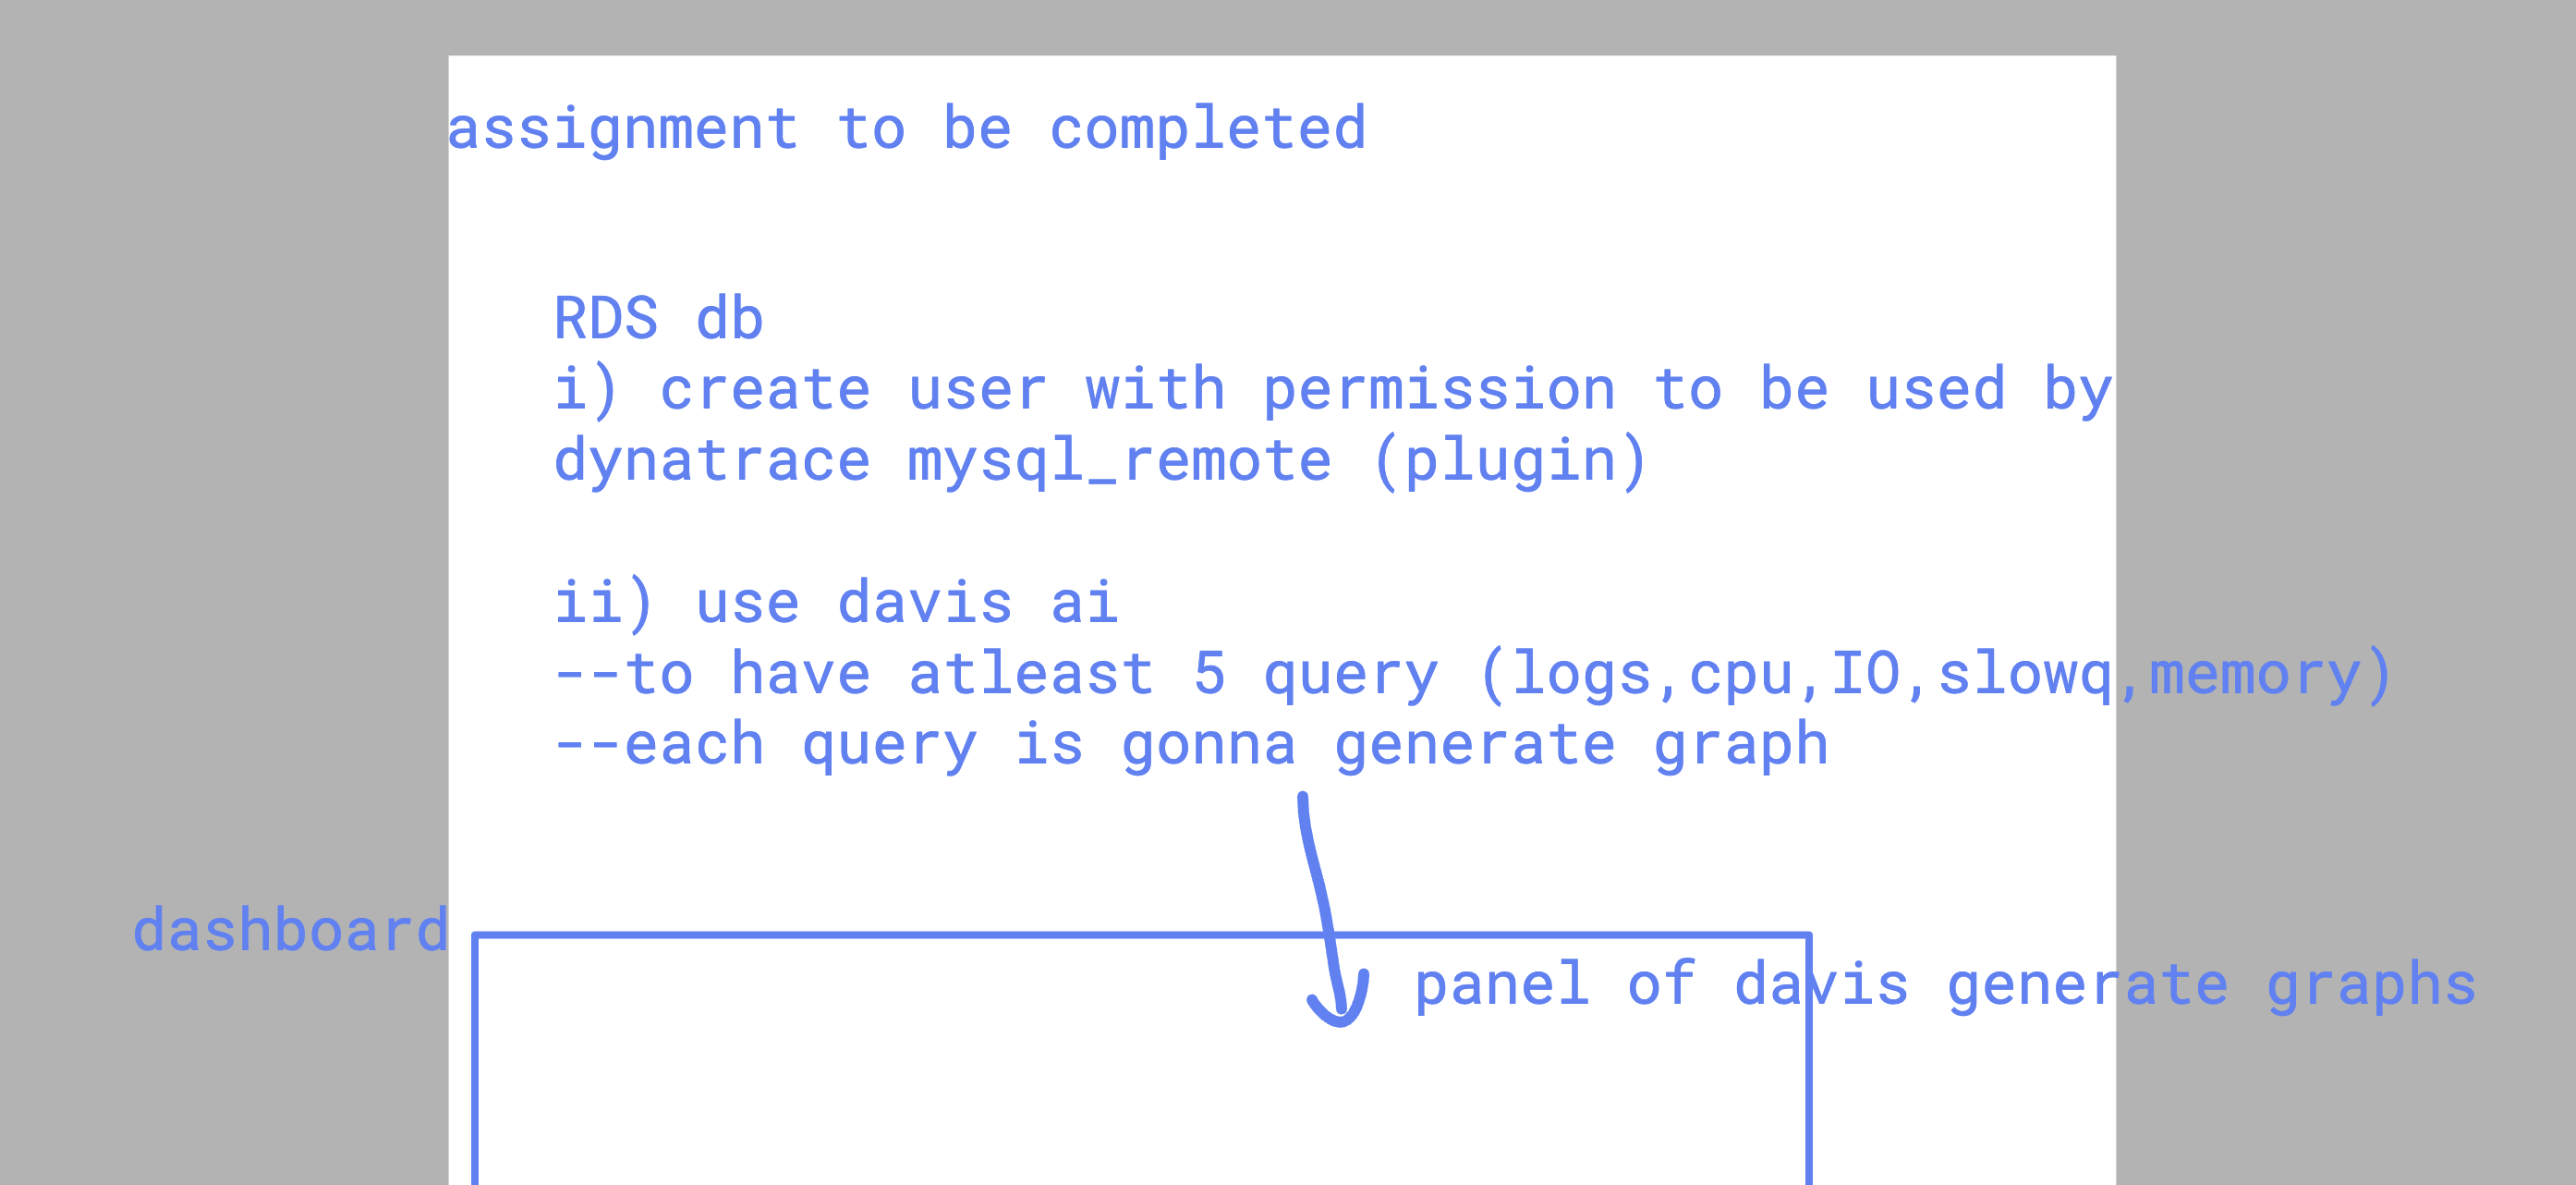 assignment to be completed
RDS db
i) create user with permission to be used by
dynatrace mysql_remote (plugin)
ii) use davis ai
--to have atleast 5 query (logs,cpu,IO,slowq,memory)
--each query is gonna generate graph
dashboard
panel of davis generate graphs